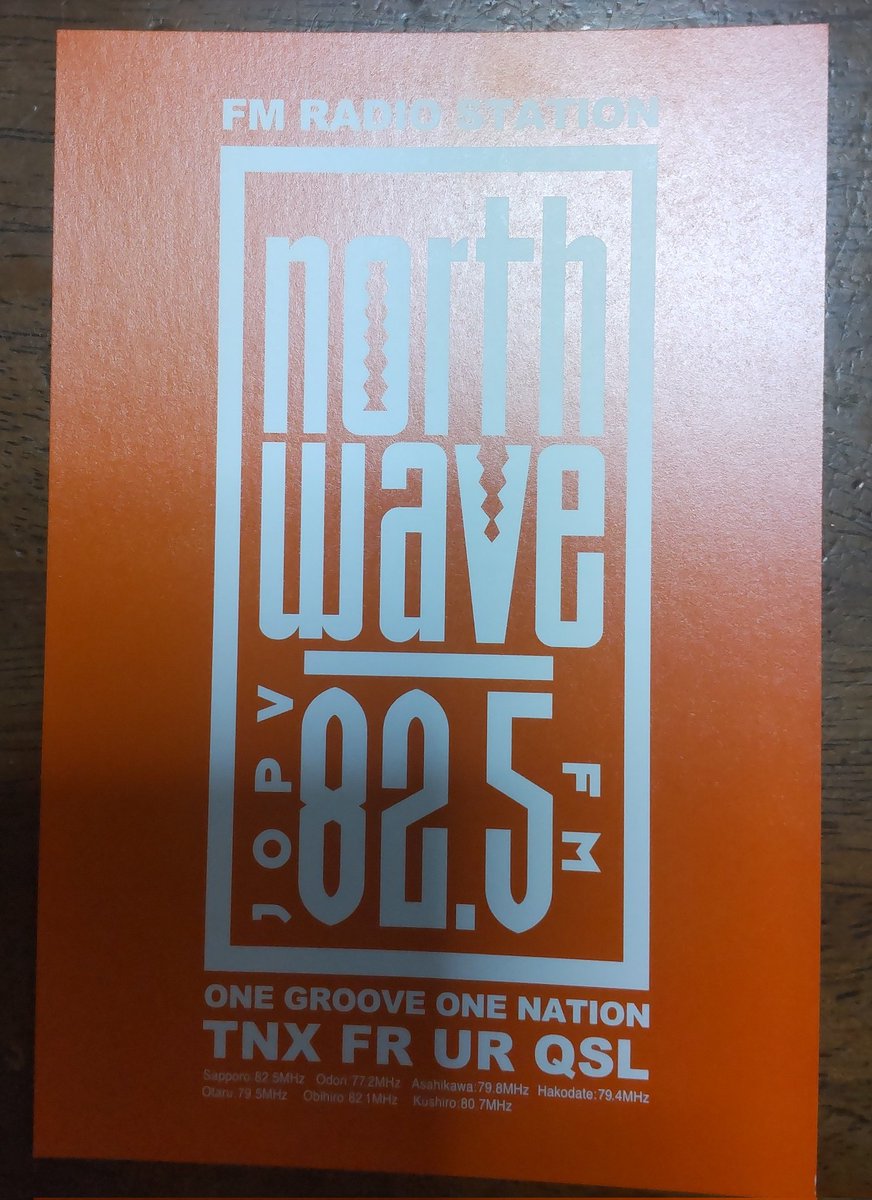 FM RADIO STATION
north
wave
JOPV
82.5
FM
ONE GROOVE ONE NATION
TNX FR UR QSL
Sapporo:82.5MHz Odori:77.2MHz Asahikawa:79.8MHz Hakodate:79.4MHz
Otaru:79.5MHz Obihiro:82.1MHz Kushiro:80.7MHz